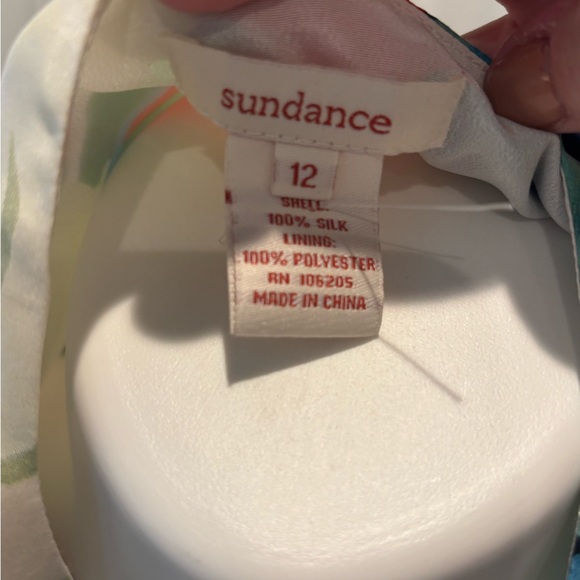 sundance
12
SHELL:
100% SILK
LINING:
100% POLYESTER
RN 106205
MADE IN CHINA